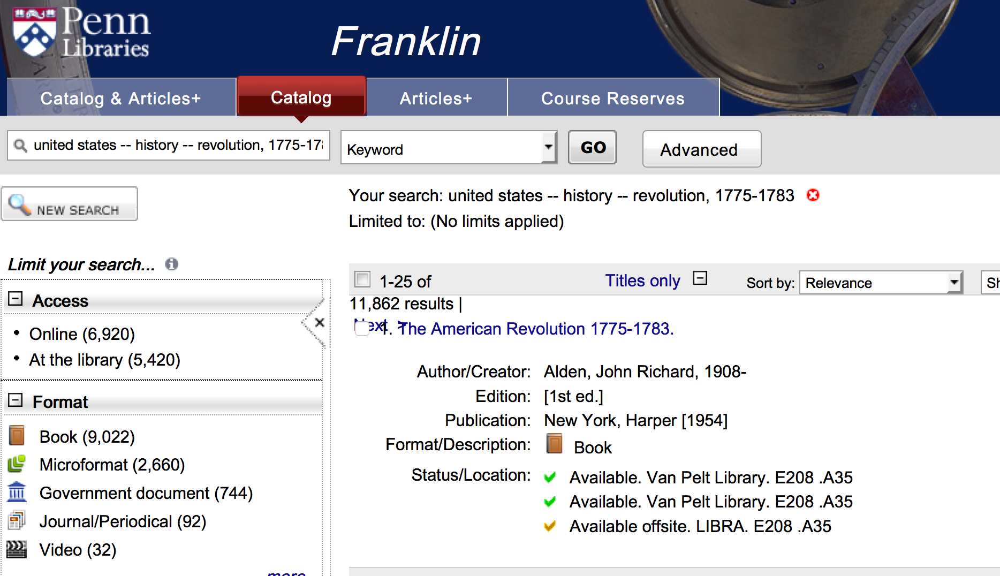 Penn
Libraries
Franklin
Catalog & Articles+
Catalog
Articles+
Course Reserves
united states -- history -- revolution, 1775-178
Keyword
GO
Advanced
NEW SEARCH
Your search: united states -- history -- revolution, 1775-1783
Limited to: (No limits applied)
Limit your search...
Access
Online (6,920)
At the library (5,420)
Format
Book (9,022)
Microformat (2,660)
Government document (744)
Journal/Periodical (92)
Video (32)
more
1-25 of
Titles only
Sort by: Relevance
Sh
11,862 results |
Next >
1. The American Revolution 1775-1783.
Author/Creator: Alden, John Richard, 1908-
Edition: [1st ed.]
Publication: New York, Harper [1954]
Format/Description: Book
Status/Location: Available. Van Pelt Library. E208 .A35
Available. Van Pelt Library. E208 .A35
Available offsite. LIBRA. E208 .A35